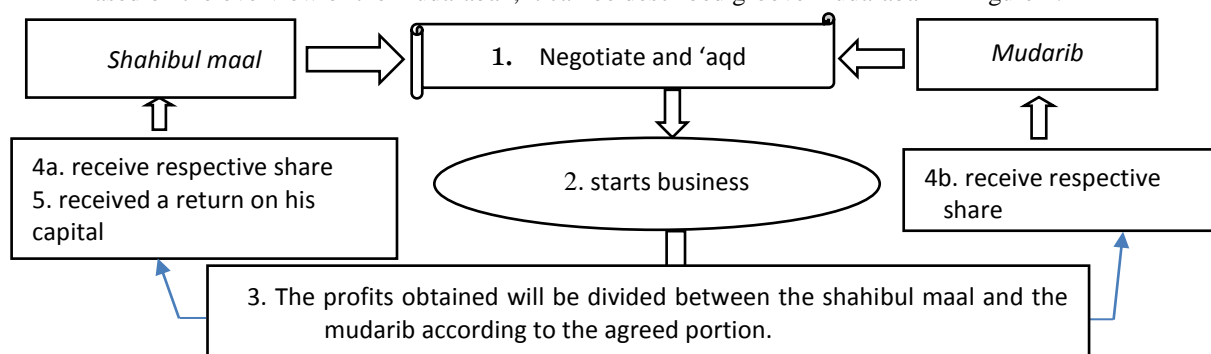 Shahibul maal
1. Negotiate and ‘aqd
Mudarib
4a. receive respective share
5. received a return on his
capital
2. starts business
4b. receive respective
share
3. The profits obtained will be divided between the shahibul maal and the
mudarib according to the agreed portion.